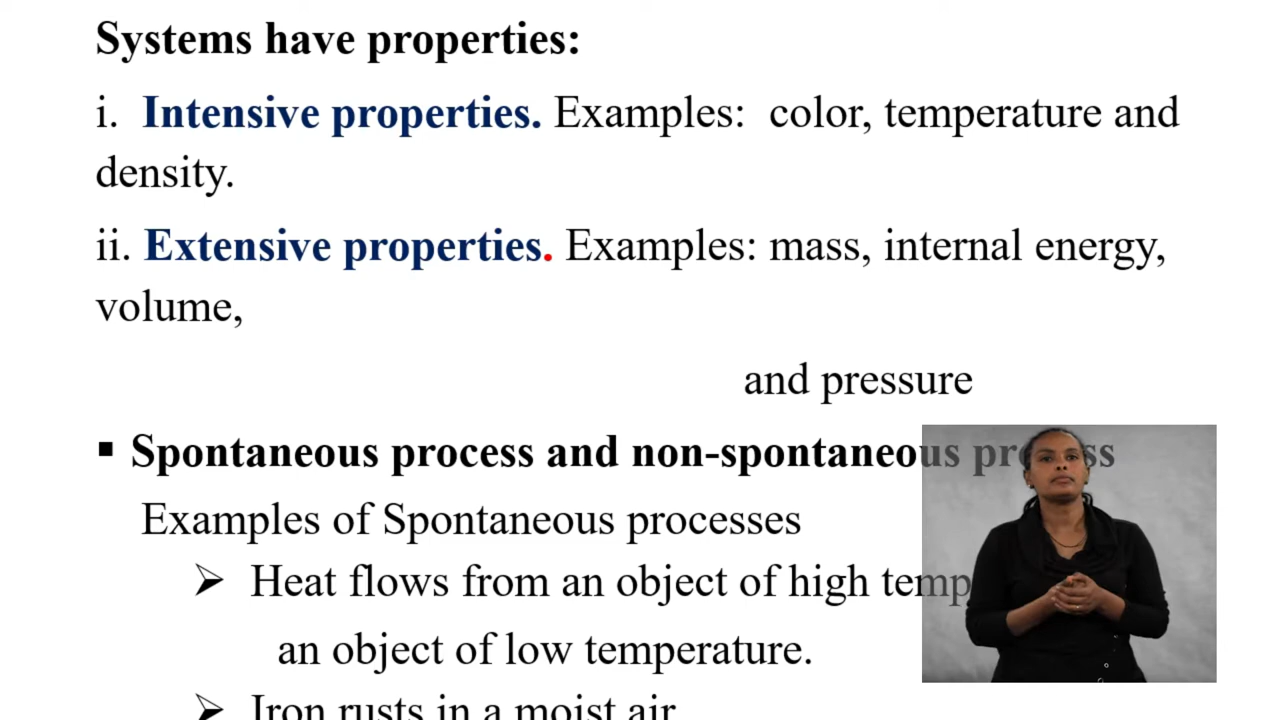 Systems have properties:
i. Intensive properties. Examples: color, temperature and
density.
ii. Extensive properties. Examples: mass, internal energy,
volume,
and pressure
▪ Spontaneous process and non-spontaneous process
Examples of Spontaneous processes
➢ Heat flows from an object of high temp
an object of low temperature.
➢ Iron rusts in a moist air